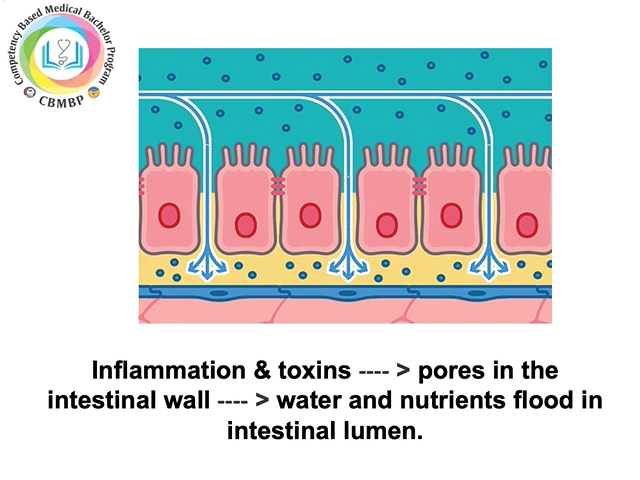 Competency Based Medical Bachelor Program
CBMBP
Inflammation & toxins ---- > pores in the
intestinal wall ---- > water and nutrients flood in
intestinal lumen.